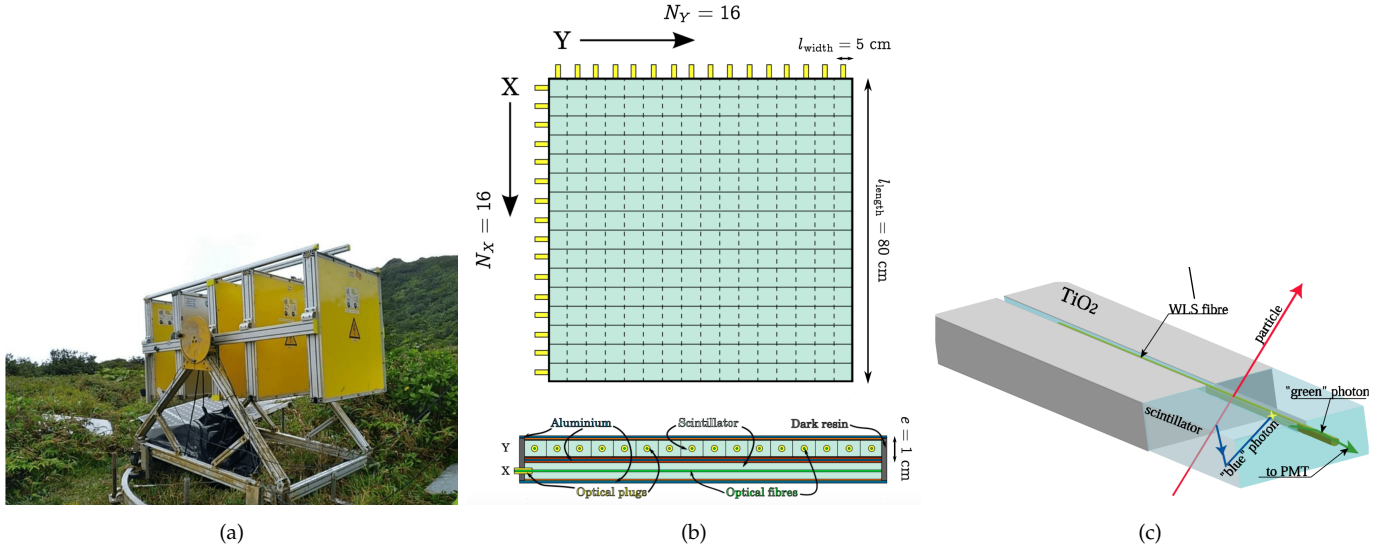 N_Y = 16
Y
l_width = 5 cm
X
N_X = 16
l_length = 80 cm
Aluminium
Scintillator
Dark resin
Y
X
e = 1 cm
Optical plugs
Optical fibres
TiO2
WLS fibre
particle
"green" photon
scintillator
"blue" photon
to PMT
(a)
(b)
(c)